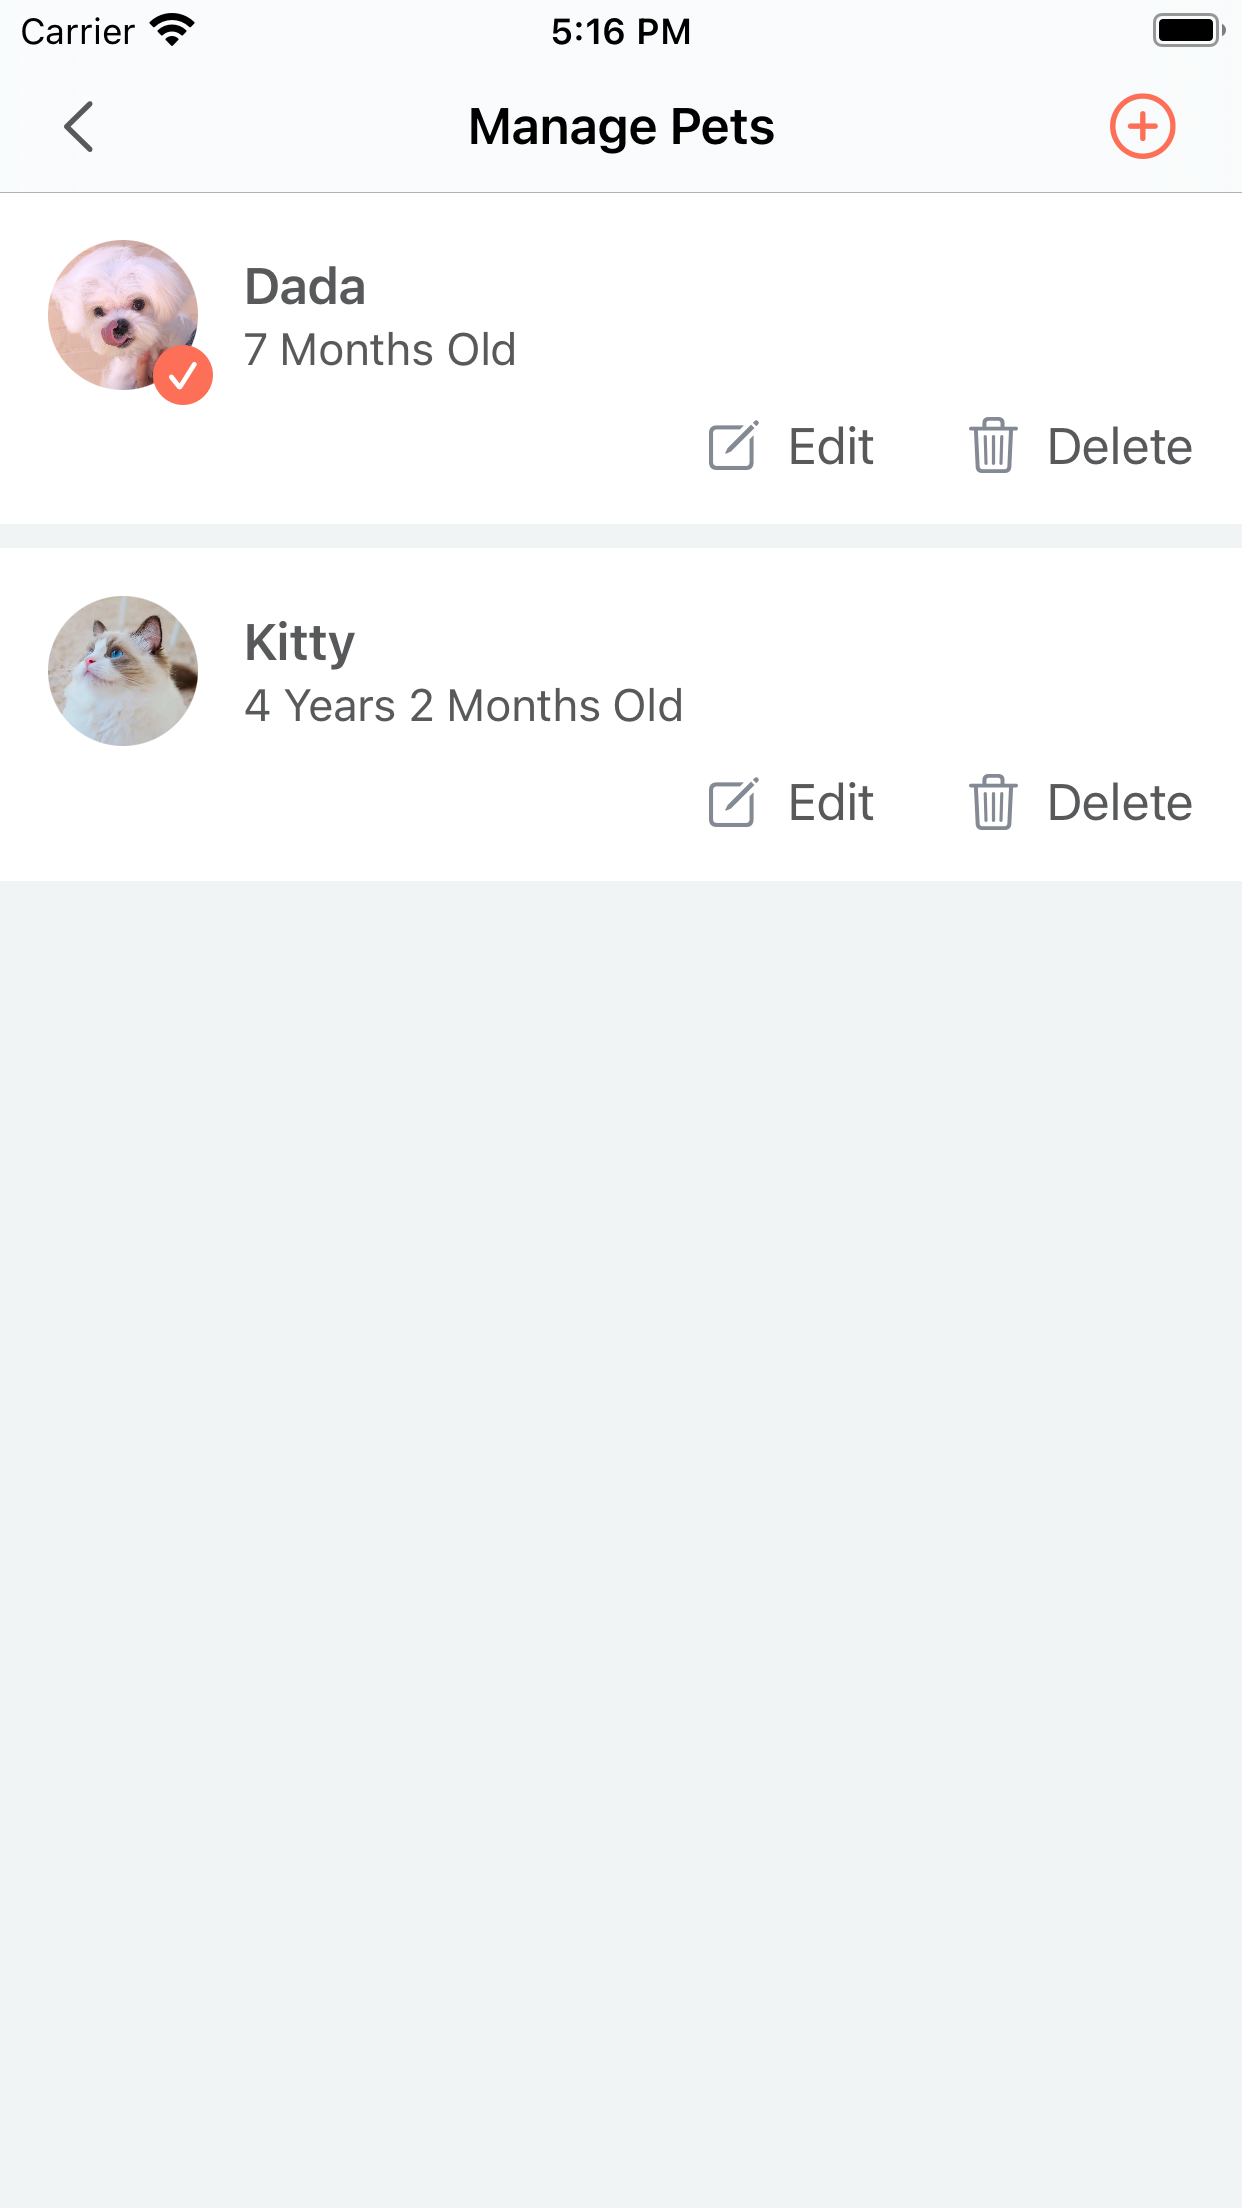 Carrier 5:16 PM
Manage Pets
Dada
7 Months Old
Edit Delete
Kitty
4 Years 2 Months Old
Edit Delete